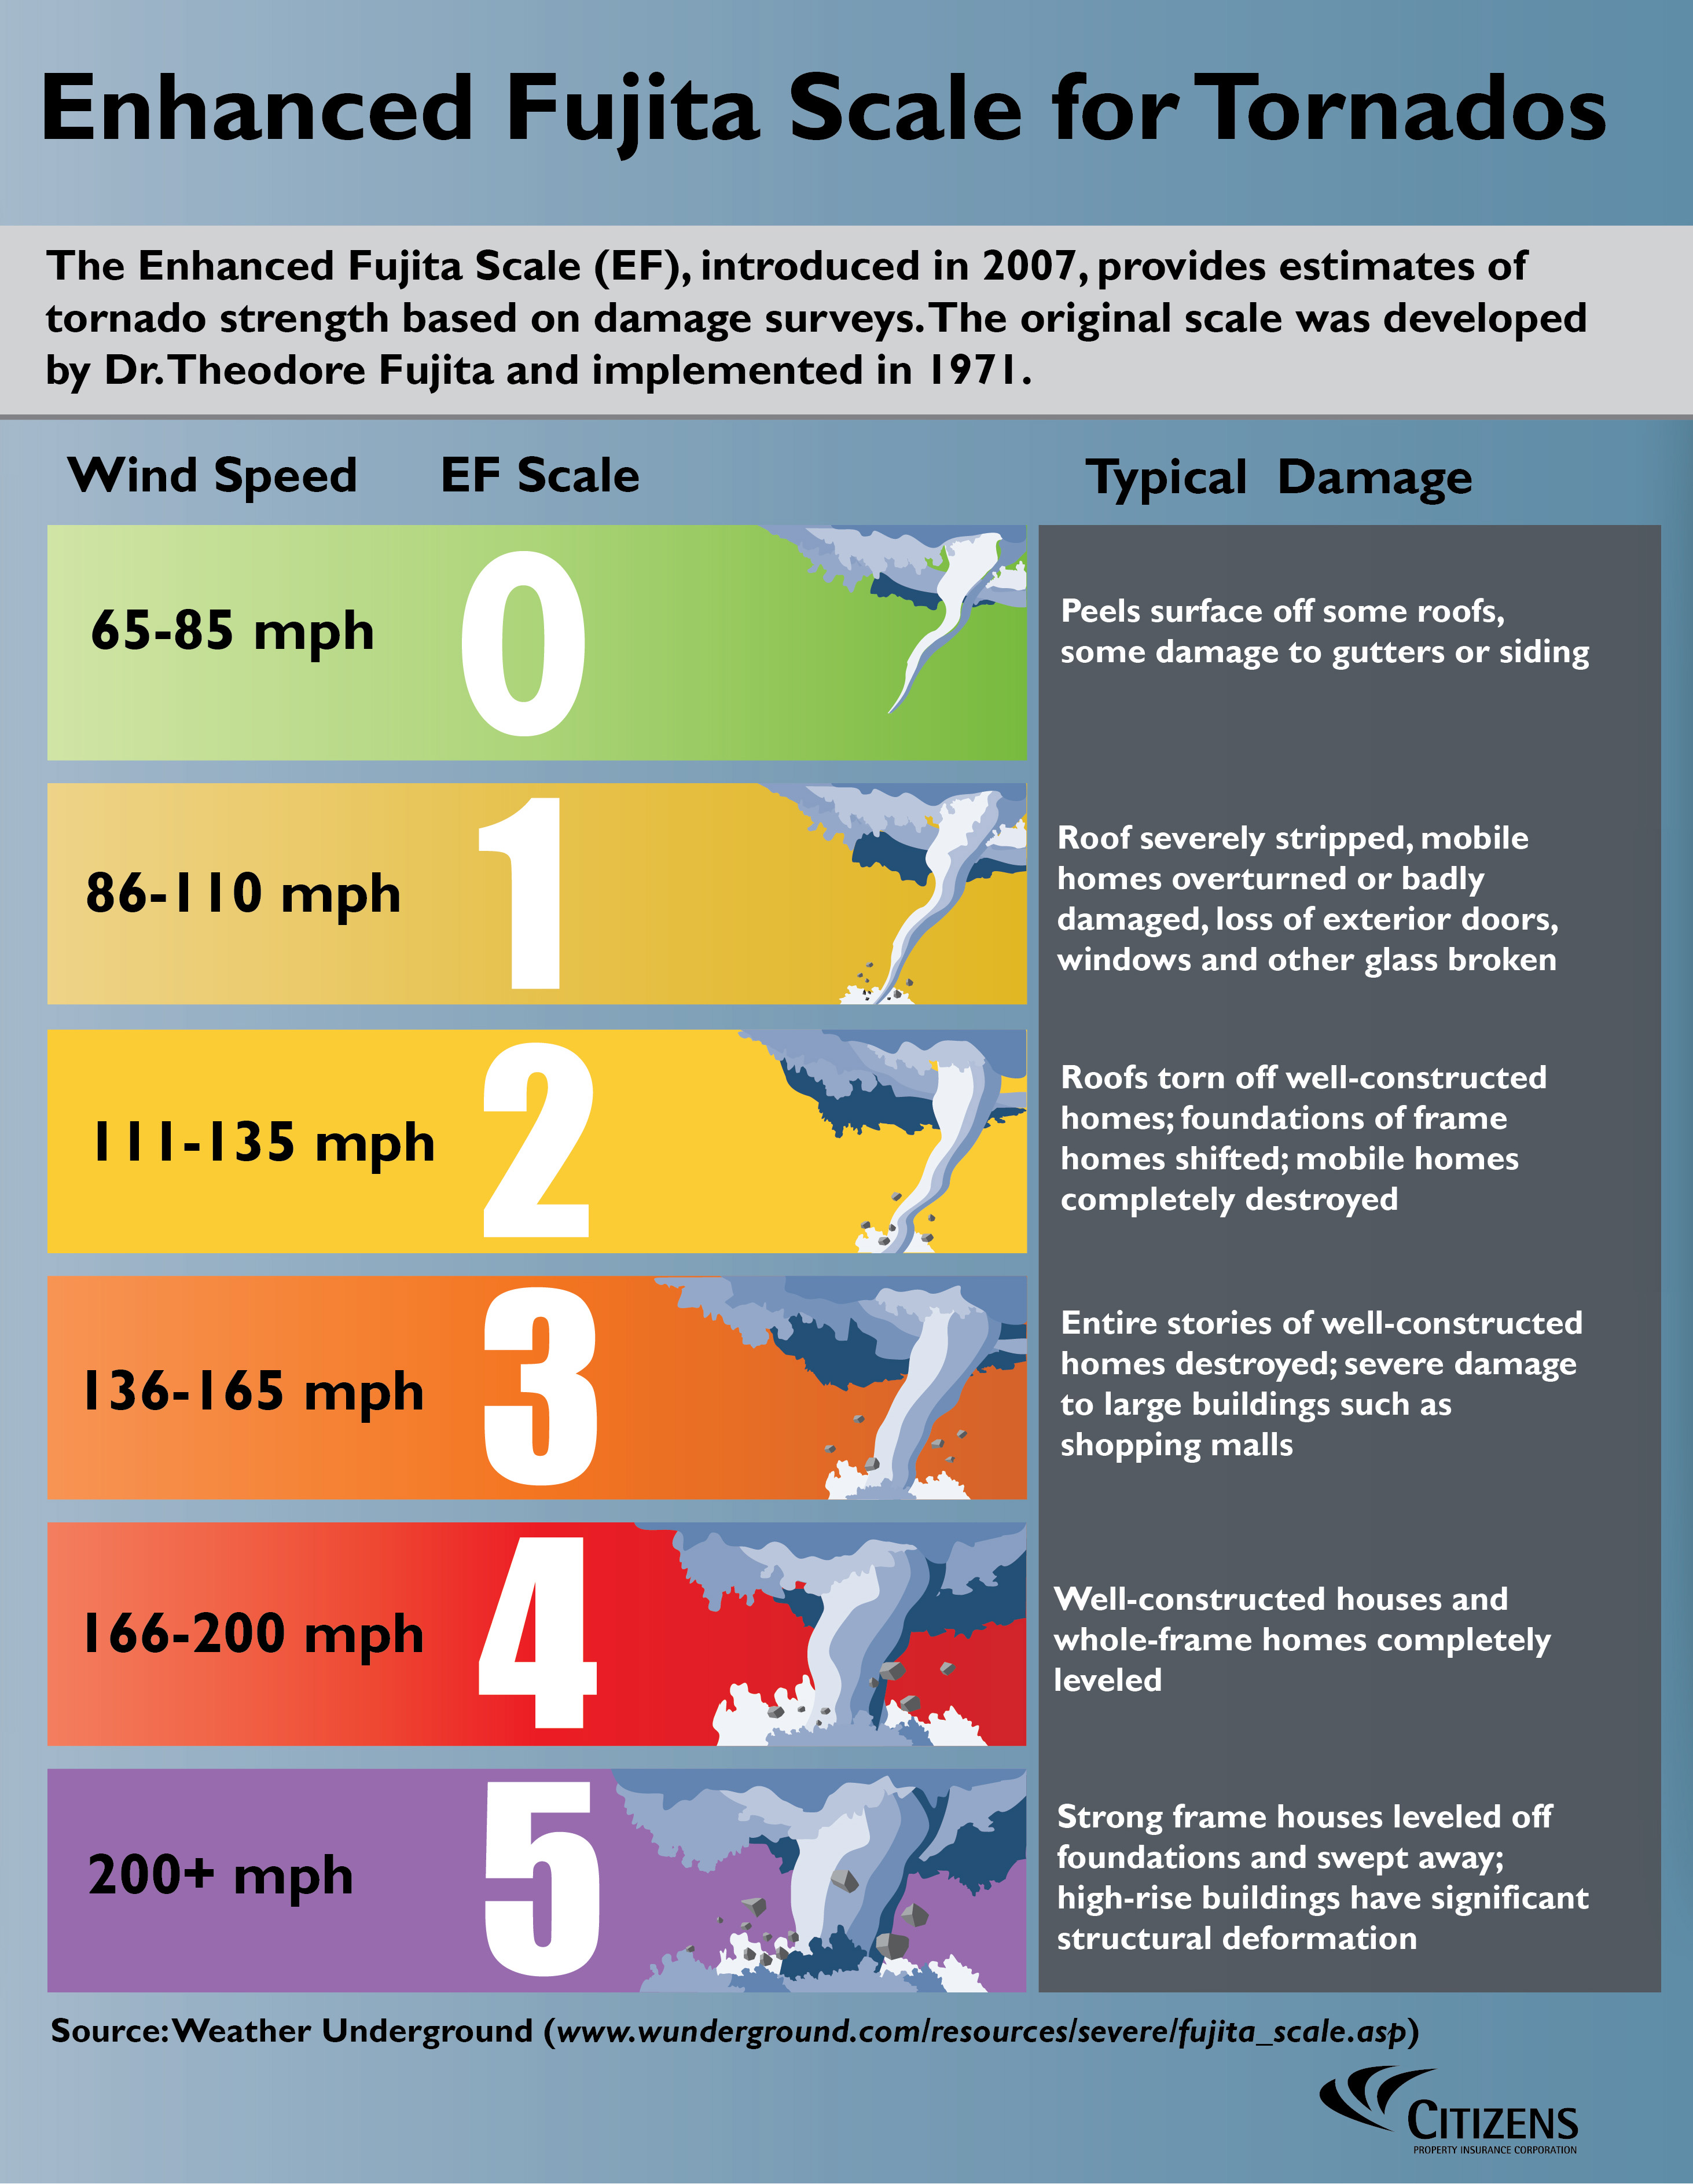 Enhanced Fujita Scale for Tornados
The Enhanced Fujita Scale (EF), introduced in 2007, provides estimates of
tornado strength based on damage surveys. The original scale was developed
by Dr. Theodore Fujita and implemented in 1971.
Wind Speed EF Scale Typical Damage
65-85 mph
0
Peels surface off some roofs,
some damage to gutters or siding
86-110 mph
1
Roof severely stripped, mobile
homes overturned or badly
damaged, loss of exterior doors,
windows and other glass broken
111-135 mph
2
Roofs torn off well-constructed
homes; foundations of frame
homes shifted; mobile homes
completely destroyed
136-165 mph
3
Entire stories of well-constructed
homes destroyed; severe damage
to large buildings such as
shopping malls
166-200 mph
4
Well-constructed houses and
whole-frame homes completely
leveled
200+ mph
5
Strong frame houses leveled off
foundations and swept away;
high-rise buildings have significant
structural deformation
Source: Weather Underground (www.wunderground.com/resources/severe/fujita_scale.asp)
CITIZENS
PROPERTY INSURANCE CORPORATION